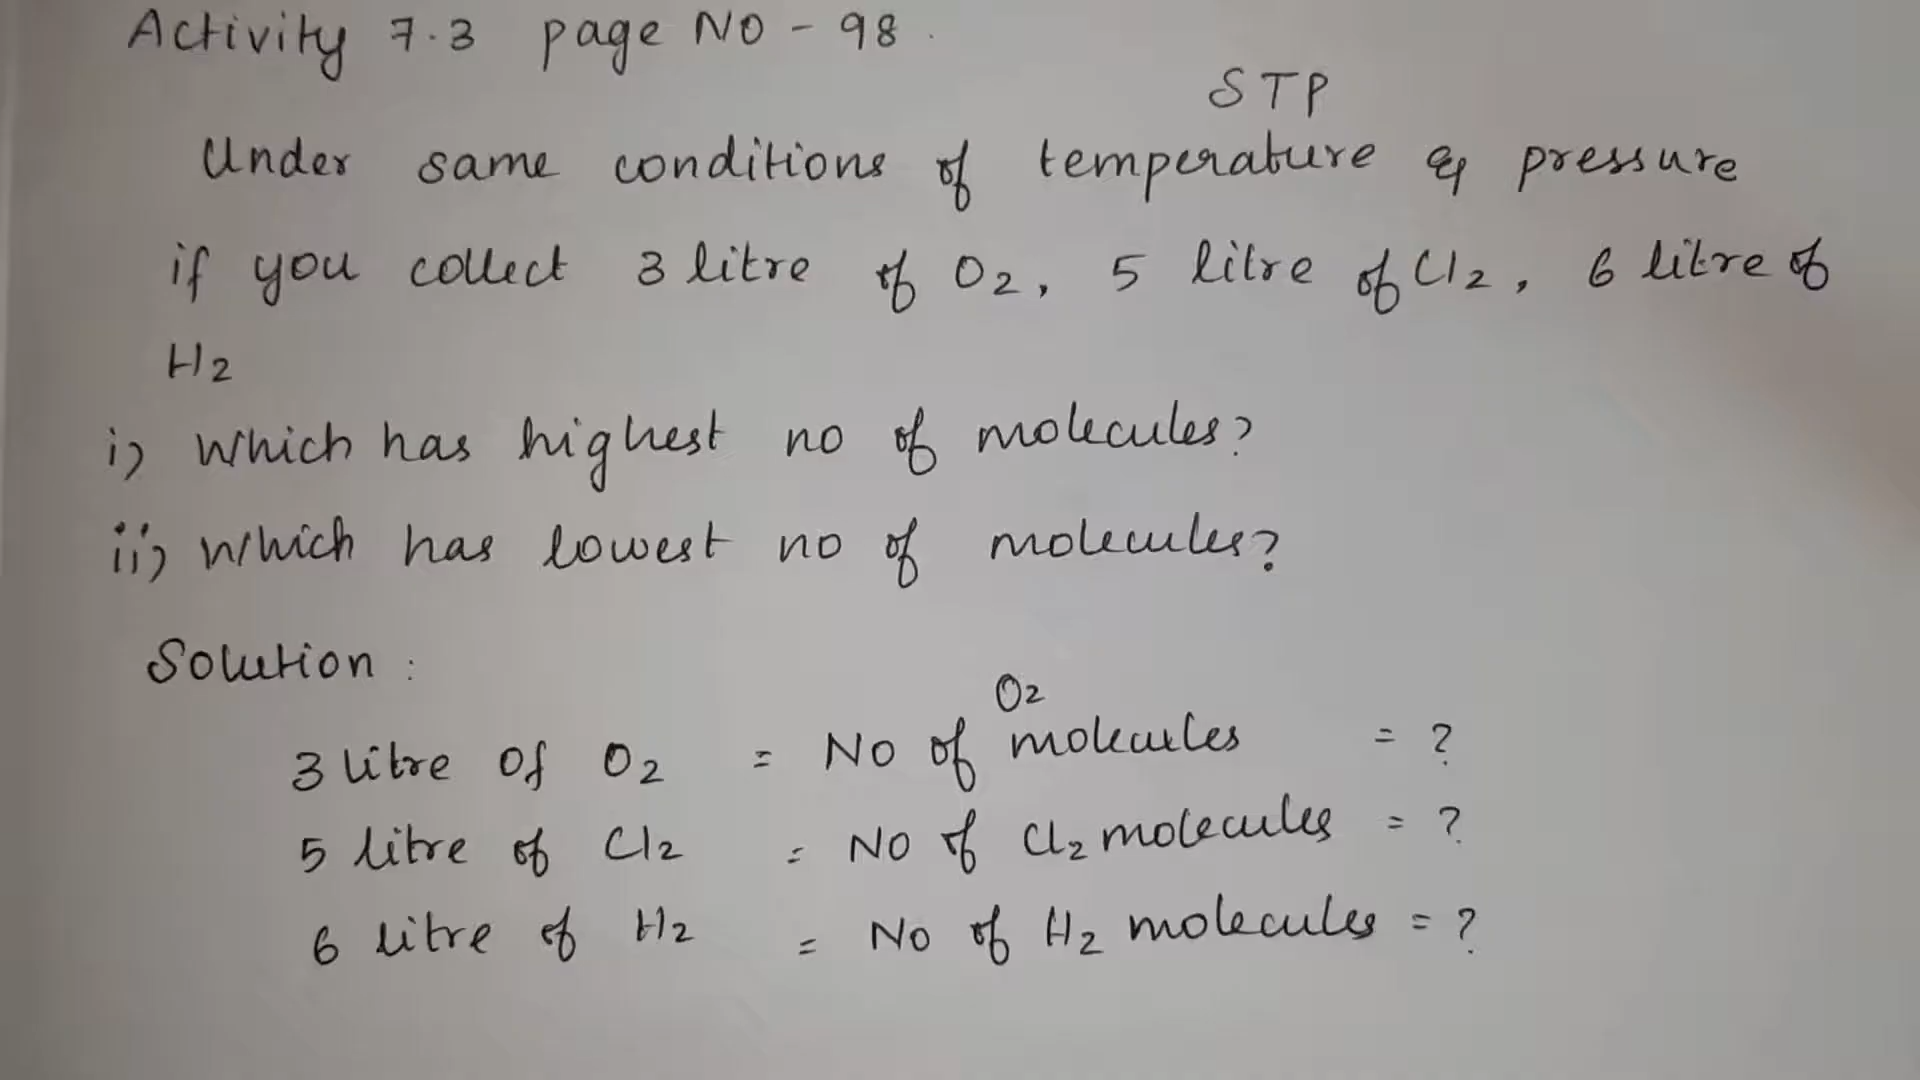 Activity 7.3 page NO - 98.
STP
Under same conditions of temperature & pressure
if you collect 3 litre of O2, 5 litre of Cl2, 6 litre of
H2
i) Which has highest no of molecules?
ii) Which has lowest no of molecules?
Solution :
O2
3 litre of O2 = NO of molecules = ?
5 litre of Cl2 = NO of Cl2 molecules = ?
6 litre of H2 = NO of H2 molecules = ?